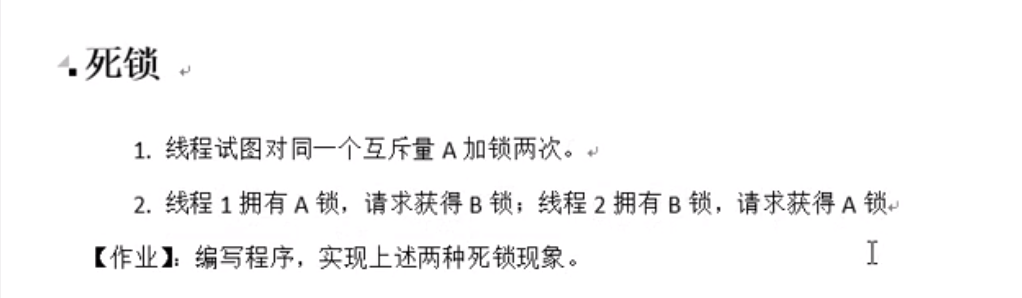 死锁
1. 线程试图对同一个互斥量 A 加锁两次。
2. 线程 1 拥有 A 锁，请求获得 B 锁；线程 2 拥有 B 锁，请求获得 A 锁
【作业】：编写程序，实现上述两种死锁现象。